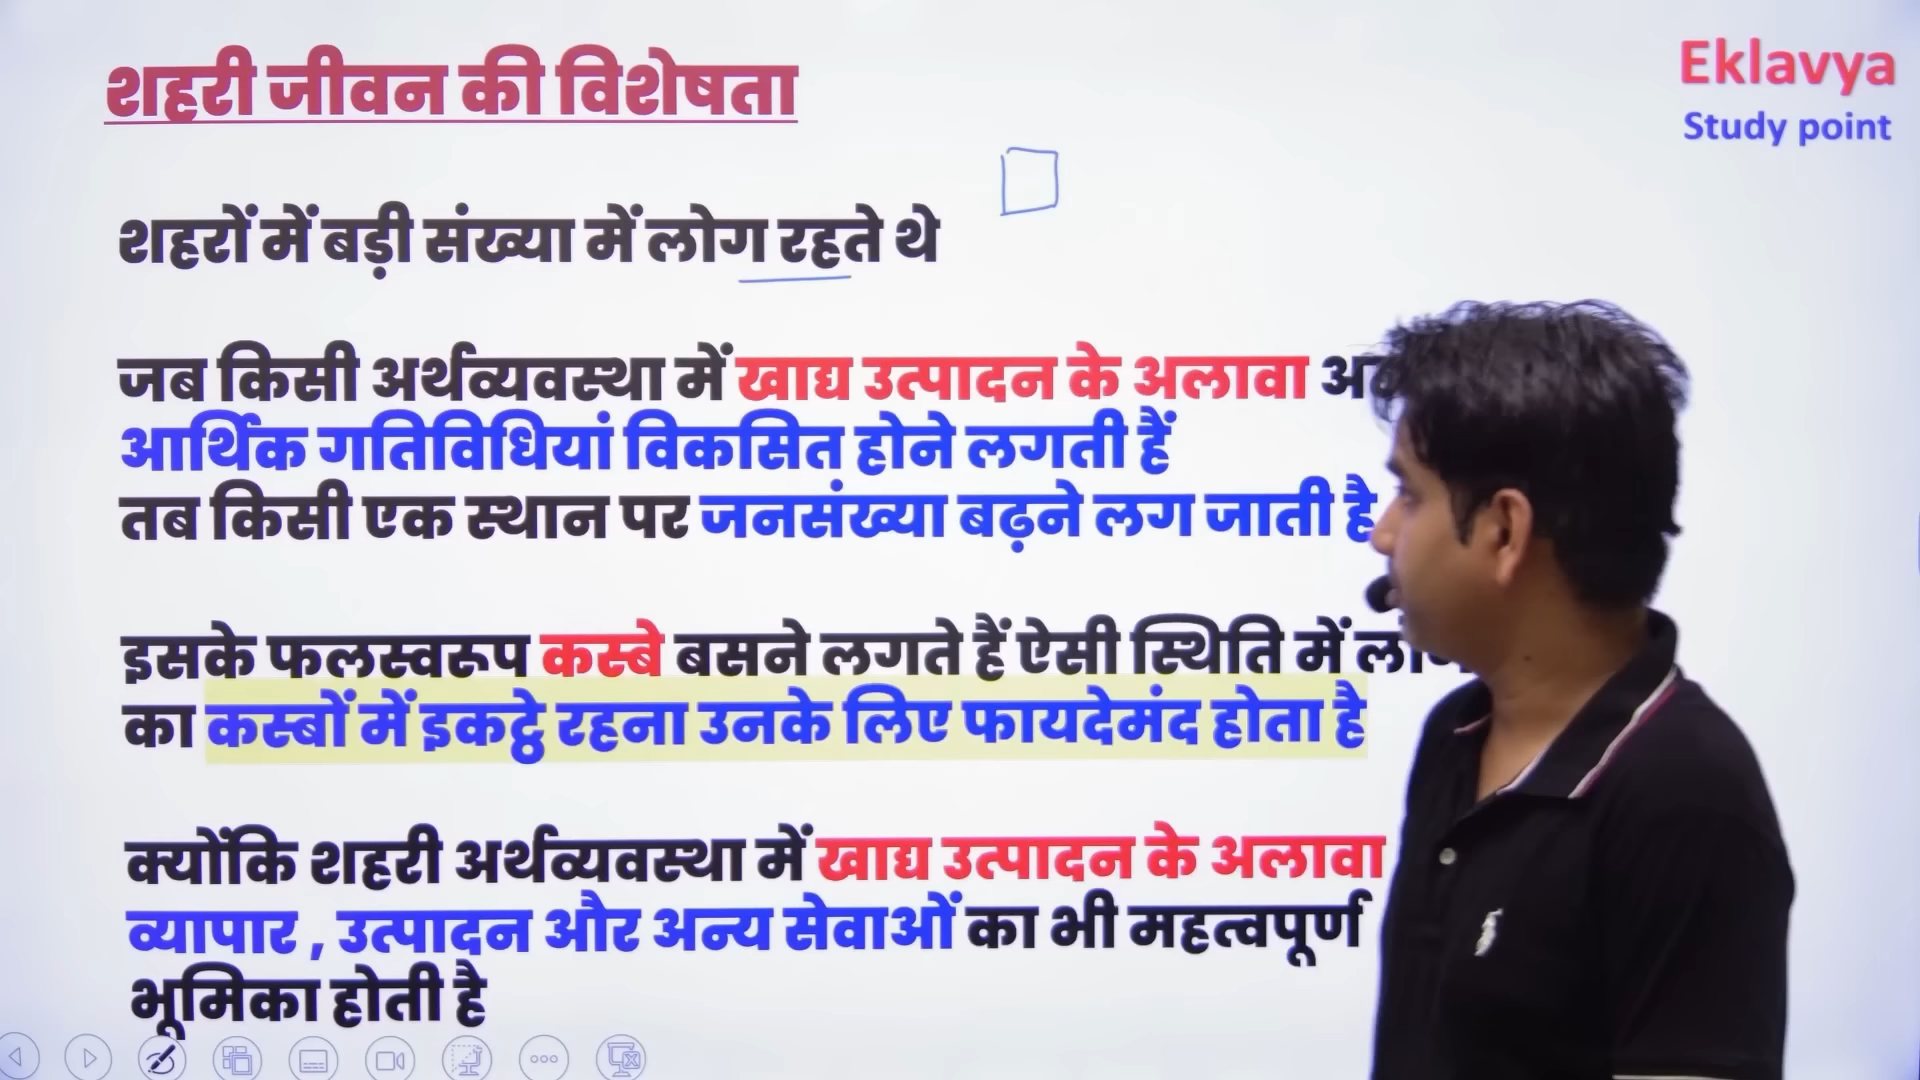 शहरी जीवन की विशेषता
Eklavya
Study point
शहरों में बड़ी संख्या में लोग रहते थे
जब किसी अर्थव्यवस्था में खाद्य उत्पादन के अलावा
आर्थिक गतिविधियां विकसित होने लगती हैं
तब किसी एक स्थान पर जनसंख्या बढ़ने लग जाती है
इसके फलस्वरूप कस्बे बसने लगते हैं ऐसी स्थिति में
का कस्बों में इकट्ठे रहना उनके लिए फायदेमंद होता है
क्योंकि शहरी अर्थव्यवस्था में खाद्य उत्पादन के अलावा
व्यापार , उत्पादन और अन्य सेवाओं का भी महत्वपूर्ण
भूमिका होती है